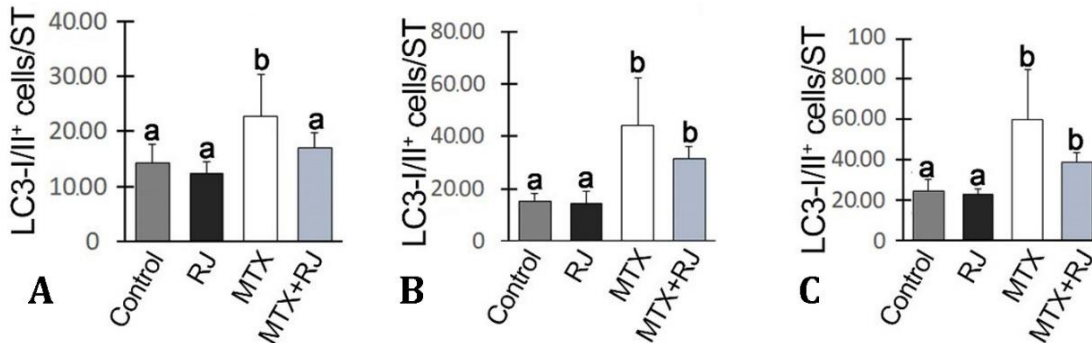 LC3-I/II⁺ cells/ST
40.00
30.00
20.00
10.00
0
a
a
b
a
Control
RJ
MTX
MTX+RJ
A
LC3-I/II⁺ cells/ST
80.00
60.00
40.00
20.00
0
a
a
b
b
Control
RJ
MTX
MTX+RJ
B
LC3-I/II⁺ cells/ST
100
80.00
60.00
40.00
20.00
0
a
a
b
b
Control
RJ
MTX
MTX+RJ
C